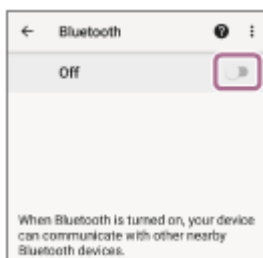 Bluetooth
Off
When Bluetooth is turned on, your device
can communicate with other nearby
Bluetooth devices.